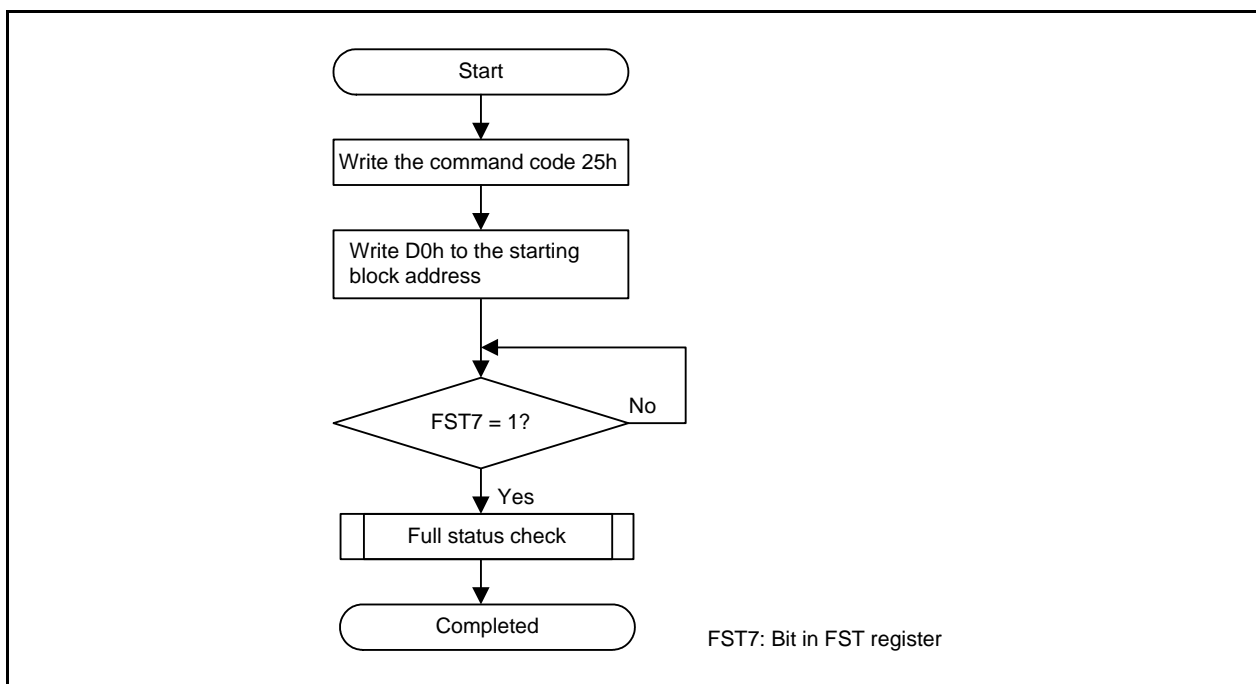 Start
Write the command code 25h
Write D0h to the starting
block address
FST7 = 1?
No
Yes
Full status check
Completed
FST7: Bit in FST register